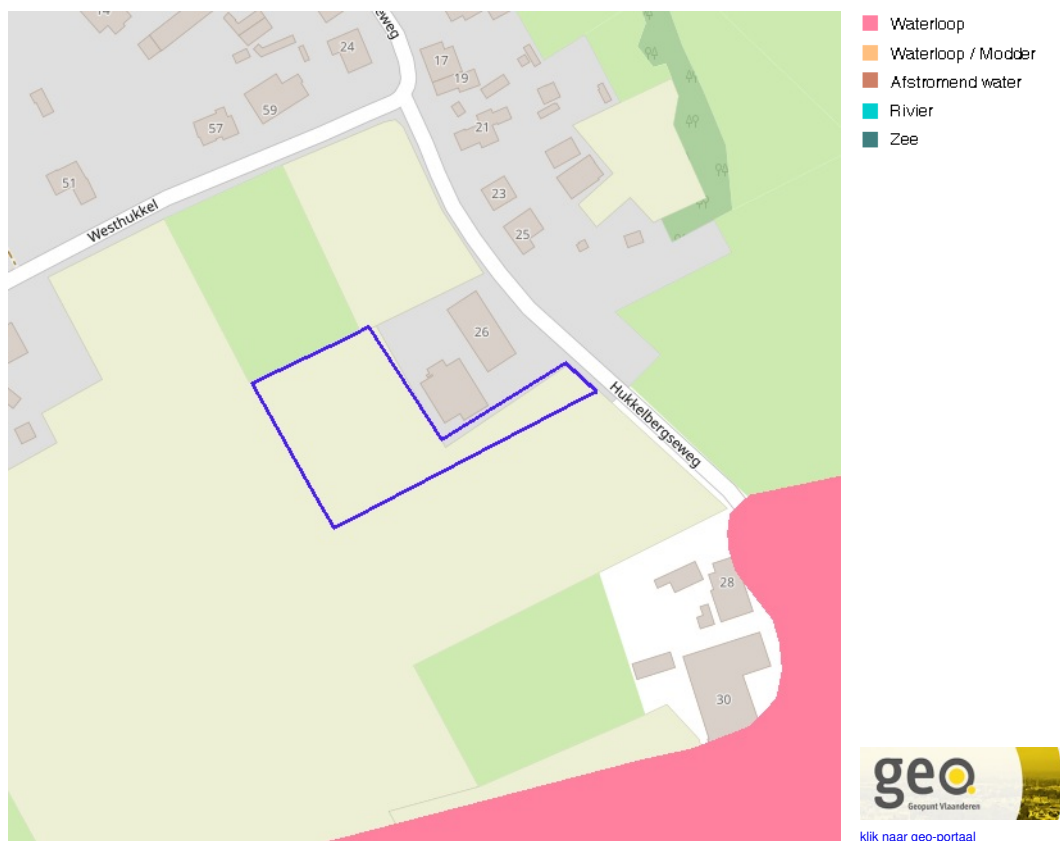 eweg
14
24
17
19
59
57
21
51
23
Westhukkel
25
26
Hukkelbergseweg
28
30
Waterloop
Waterloop / Modder
Afstromend water
Rivier
Zee
geo
Geopunt Vlaanderen
klik naar geo-portaal